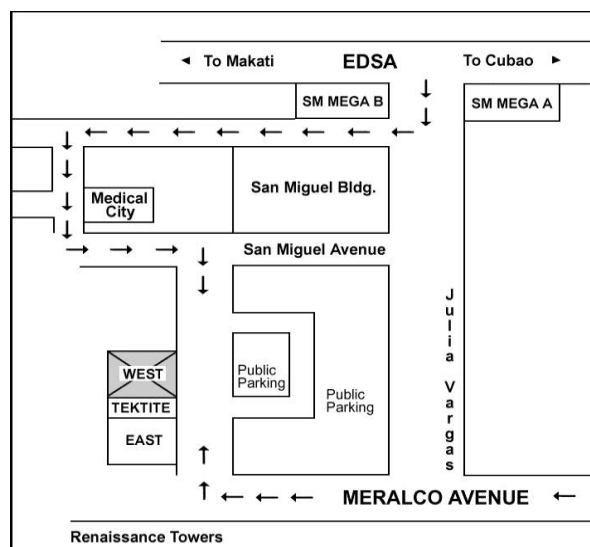 To Makati
EDSA
To Cubao
SM MEGA B
SM MEGA A
San Miguel Bldg.
Medical
City
San Miguel Avenue
Julia Vargas
WEST
TEKTITE
EAST
Public
Parking
Public
Parking
MERALCO AVENUE
Renaissance Towers